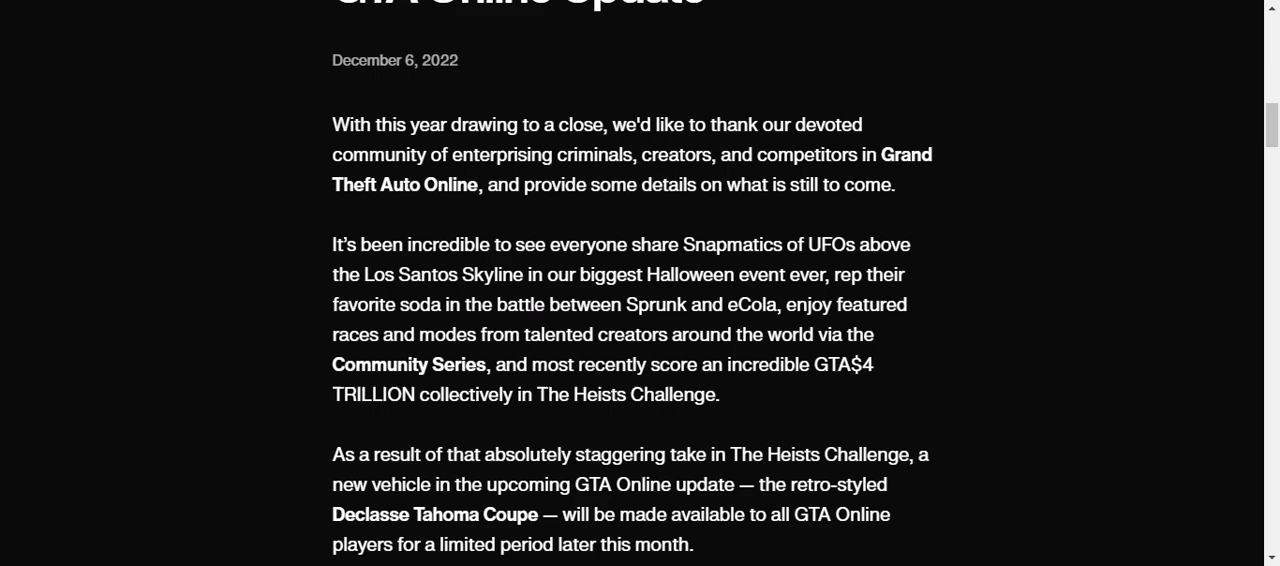 GTA Online Update
December 6, 2022
With this year drawing to a close, we'd like to thank our devoted
community of enterprising criminals, creators, and competitors in Grand
Theft Auto Online, and provide some details on what is still to come.
It’s been incredible to see everyone share Snapmatics of UFOs above
the Los Santos Skyline in our biggest Halloween event ever, rep their
favorite soda in the battle between Sprunk and eCola, enjoy featured
races and modes from talented creators around the world via the
Community Series, and most recently score an incredible GTA$4
TRILLION collectively in The Heists Challenge.
As a result of that absolutely staggering take in The Heists Challenge, a
new vehicle in the upcoming GTA Online update — the retro-styled
Declasse Tahoma Coupe — will be made available to all GTA Online
players for a limited period later this month.